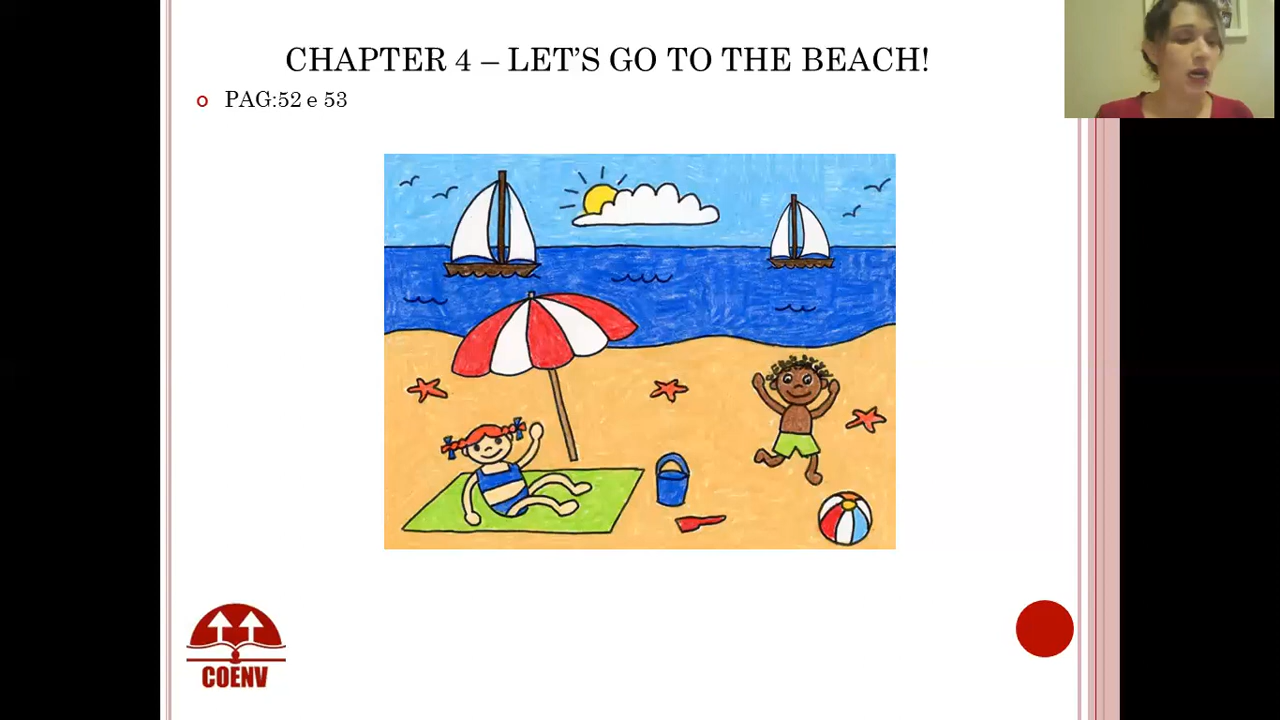 CHAPTER 4 – LET'S GO TO THE BEACH!
PAG:52 e 53
COENV